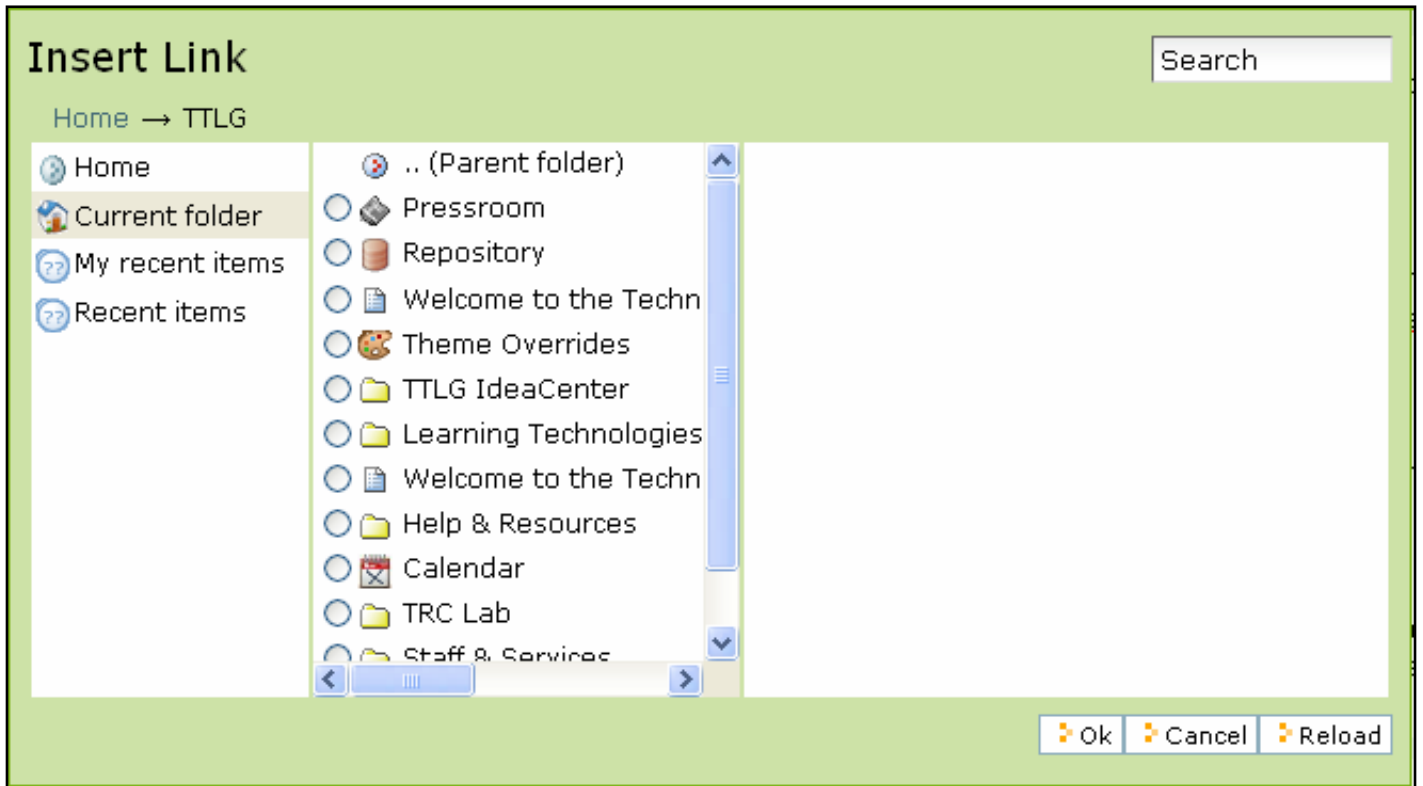 Insert Link
Search
Home → TTLG
Home
Current folder
My recent items
Recent items
.. (Parent folder)
Pressroom
Repository
Welcome to the Techn
Theme Overrides
TTLG IdeaCenter
Learning Technologies
Welcome to the Techn
Help & Resources
Calendar
TRC Lab
Staff & Services
Ok
Cancel
Reload